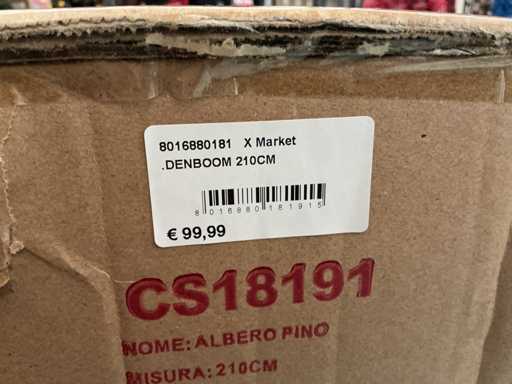 8016880181 X Market
.DENBOOM 210CM
8 016880 181915
€ 99,99
CS18191
NOME: ALBERO PINO
MISURA: 210CM